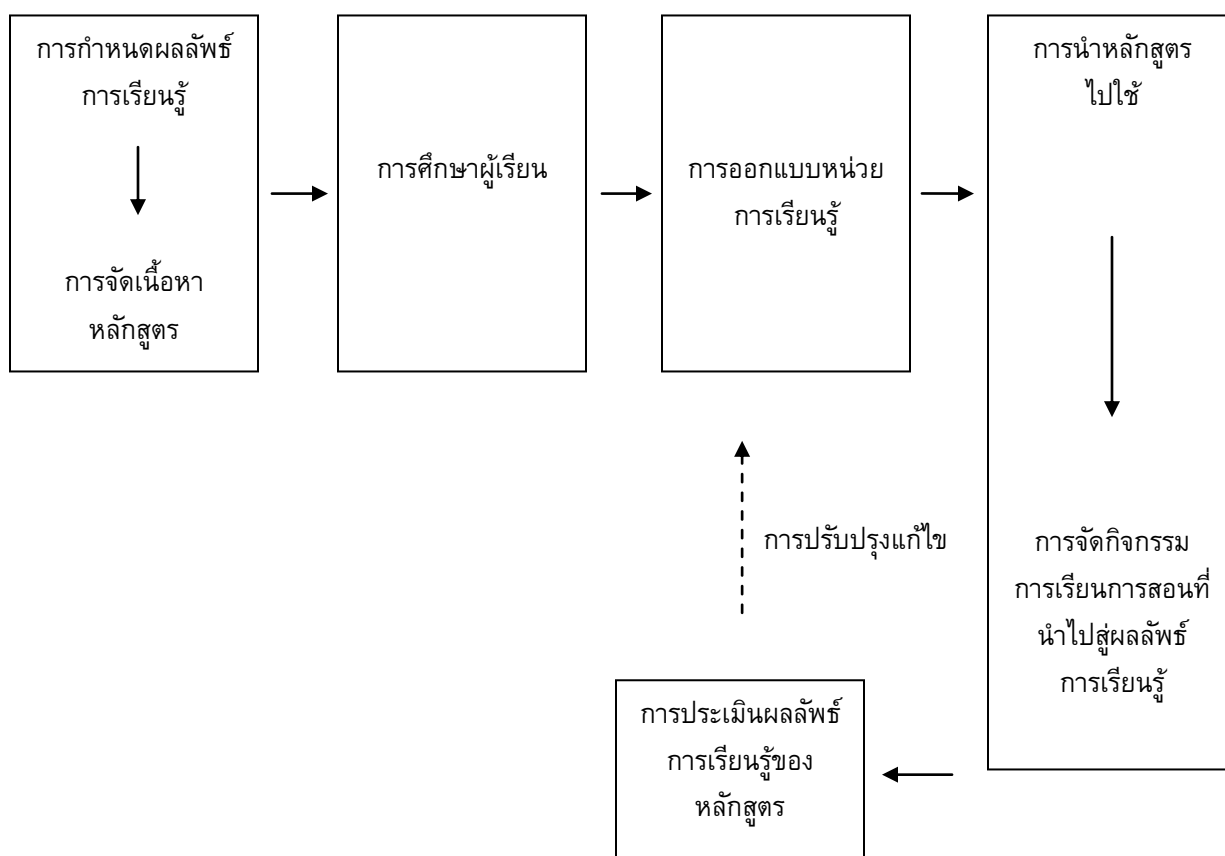 การกำหนดผลลัพธ์
การเรียนรู้
การจัดเนื้อหา
หลักสูตร
การศึกษาผู้เรียน
การออกแบบหน่วย
การเรียนรู้
การนำหลักสูตร
ไปใช้
การจัดกิจกรรม
การเรียนการสอนที่
นำไปสู่ผลลัพธ์
การเรียนรู้
การปรับปรุงแก้ไข
การประเมินผลลัพธ์
การเรียนรู้ของ
หลักสูตร